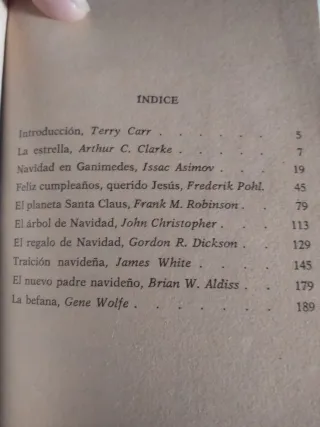 ÍNDICE
Introducción, Terry Carr . . . . . . 5
La estrella, Arthur C. Clarke . . . . . 7
Navidad en Ganimedes, Issac Asimov . . . 19
Feliz cumpleaños, querido Jesús, Frederik Pohl. 45
El planeta Santa Claus, Frank M. Robinson . . 79
El árbol de Navidad, John Christopher . . . 113
El regalo de Navidad, Gordon R. Dickson . . 129
Traición navideña, James White . . . . 145
El nuevo padre navideño, Brian W. Aldiss . . 179
La befana, Gene Wolfe . . . . . . . 189